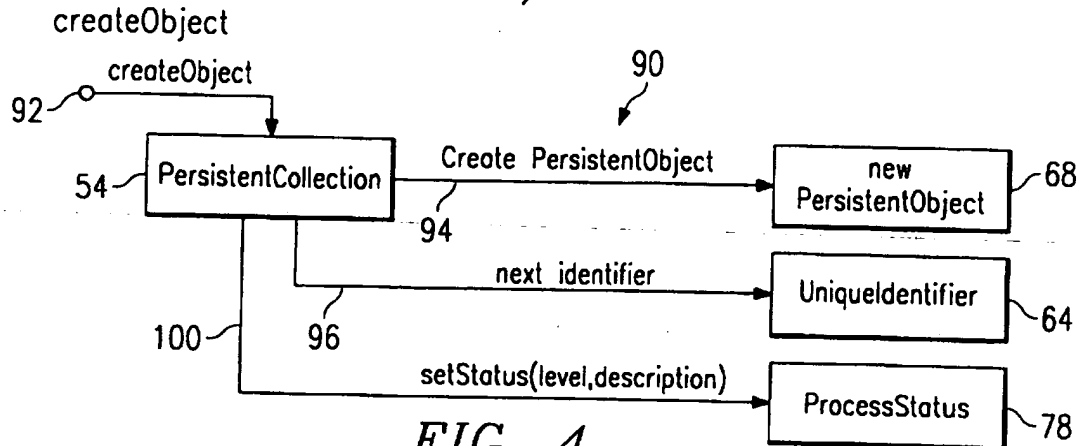 createObject
createObject
90
92
54
PersistentCollection
Create PersistentObject
94
new
PersistentObject
68
next identifier
96
UniqueIdentifier
64
100
setStatus(level,description)
ProcessStatus
78
FIG. 4